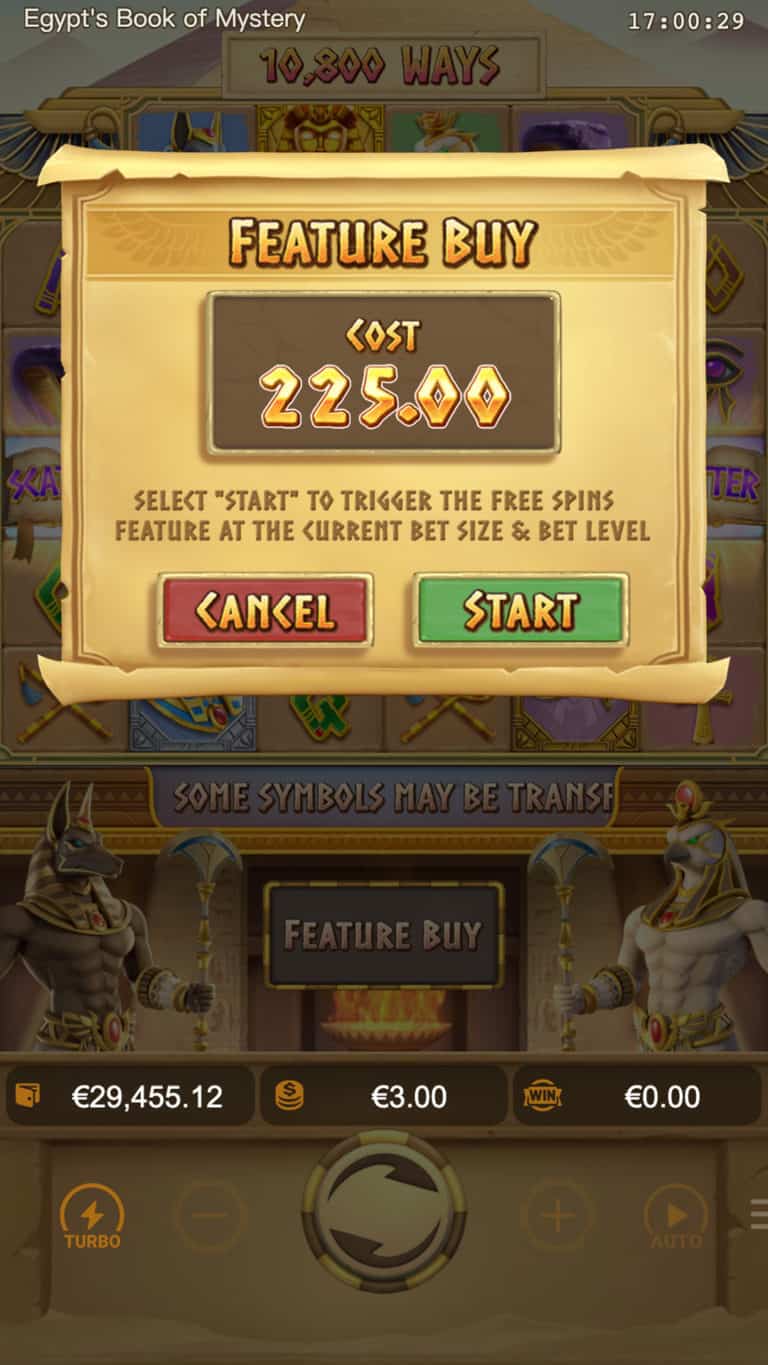 Egypt's Book of Mystery
17:00:29
10,800 WAYS
FEATURE BUY
COST
225.00
SELECT "START" TO TRIGGER THE FREE SPINS
FEATURE AT THE CURRENT BET SIZE & BET LEVEL
CANCEL
START
SOME SYMBOLS MAY BE TRANSF
FEATURE BUY
€29,455.12
$
€3.00
WIN
€0.00
TURBO
AUTO